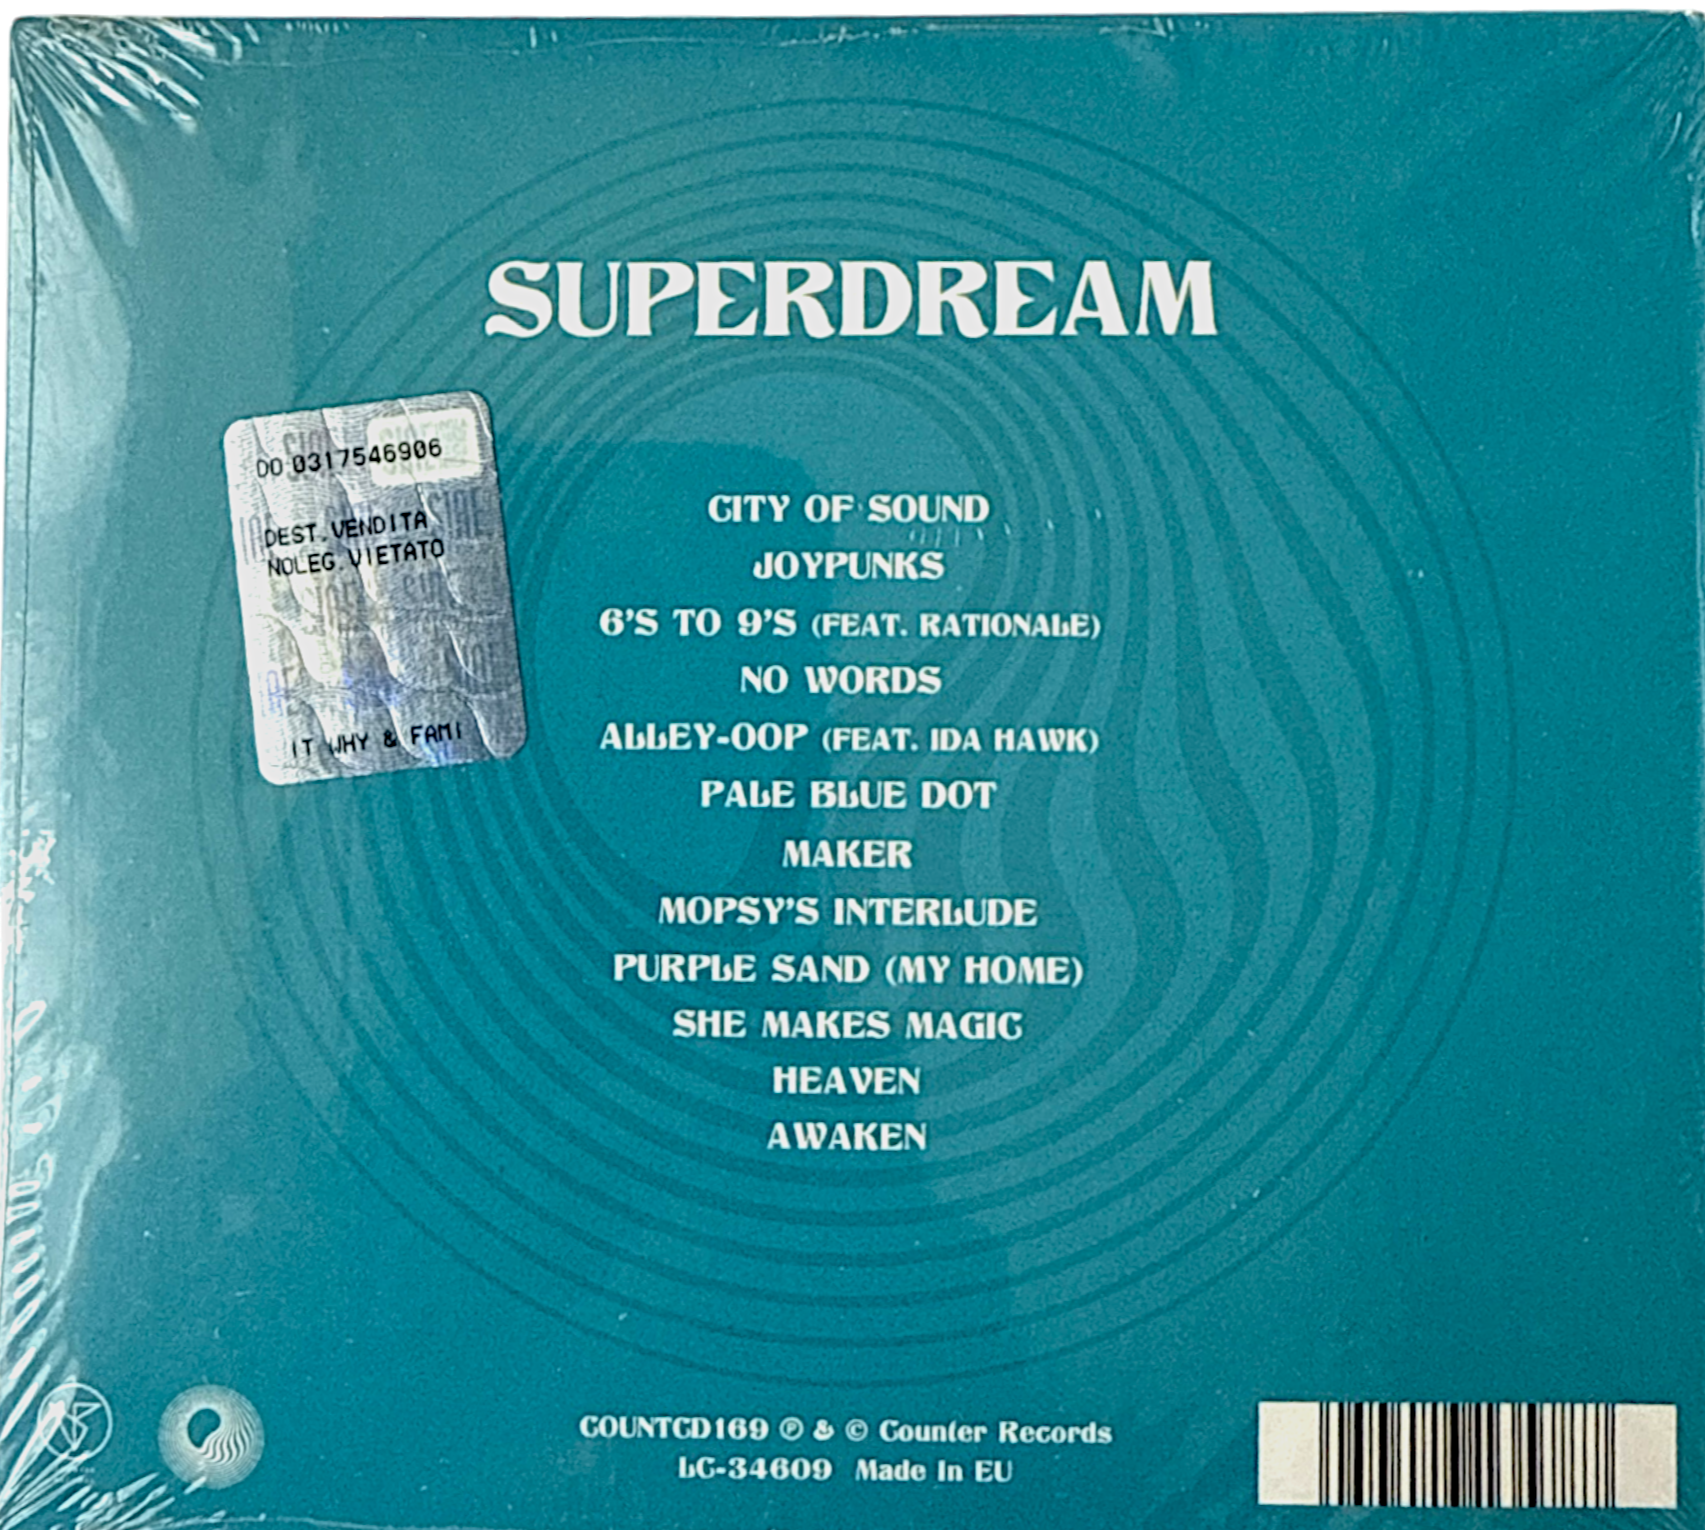 SUPERDREAM
DO 0317546906
DEST.VENDITA
NOLEG.VIETATO
IT WHY & FAMI
CITY OF SOUND
JOYPUNKS
6'S TO 9'S (FEAT. RATIONALE)
NO WORDS
ALLEY-OOP (FEAT. IDA HAWK)
PALE BLUE DOT
MAKER
MOPSY'S INTERLUDE
PURPLE SAND (MY HOME)
SHE MAKES MAGIC
HEAVEN
AWAKEN
COUNTCD169 ℗ & © Counter Records
LC-34609 Made In EU